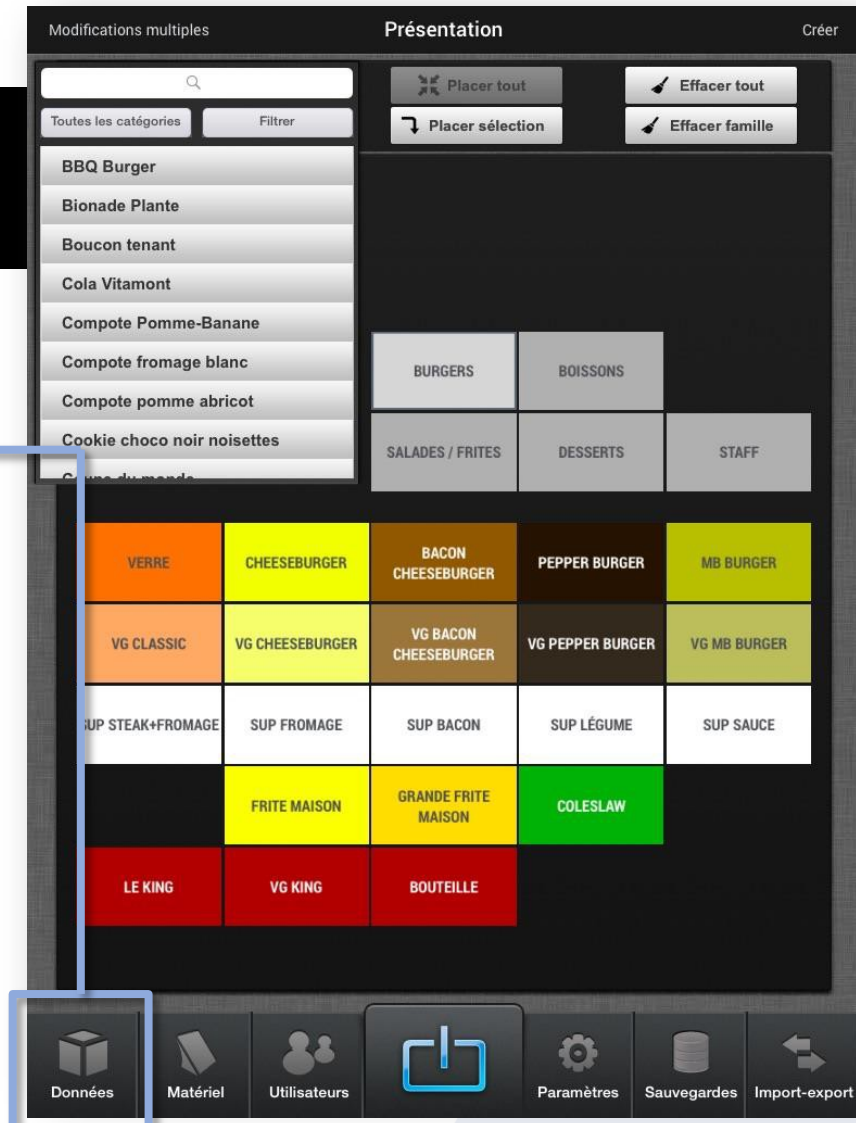 Modifications multiples
Présentation
Créer
Placer tout
Effacer tout
Toutes les catégories
Filtrer
Placer sélection
Effacer famille
BBQ Burger
Bionade Plante
Boucon tenant
Cola Vitamont
Compote Pomme-Banane
Compote fromage blanc
Compote pomme abricot
Cookie choco noir noisettes
BURGERS
BOISSONS
SALADES / FRITES
DESSERTS
STAFF
VERRE
CHEESEBURGER
BACON
CHEESEBURGER
PEPPER BURGER
MB BURGER
VG CLASSIC
VG CHEESEBURGER
VG BACON
CHEESEBURGER
VG PEPPER BURGER
VG MB BURGER
SUP STEAK+FROMAGE
SUP FROMAGE
SUP BACON
SUP LÉGUME
SUP SAUCE
FRITE MAISON
GRANDE FRITE
MAISON
COLESLAW
LE KING
VG KING
BOUTEILLE
Données
Matériel
Utilisateurs
Paramètres
Sauvegardes
Import-export